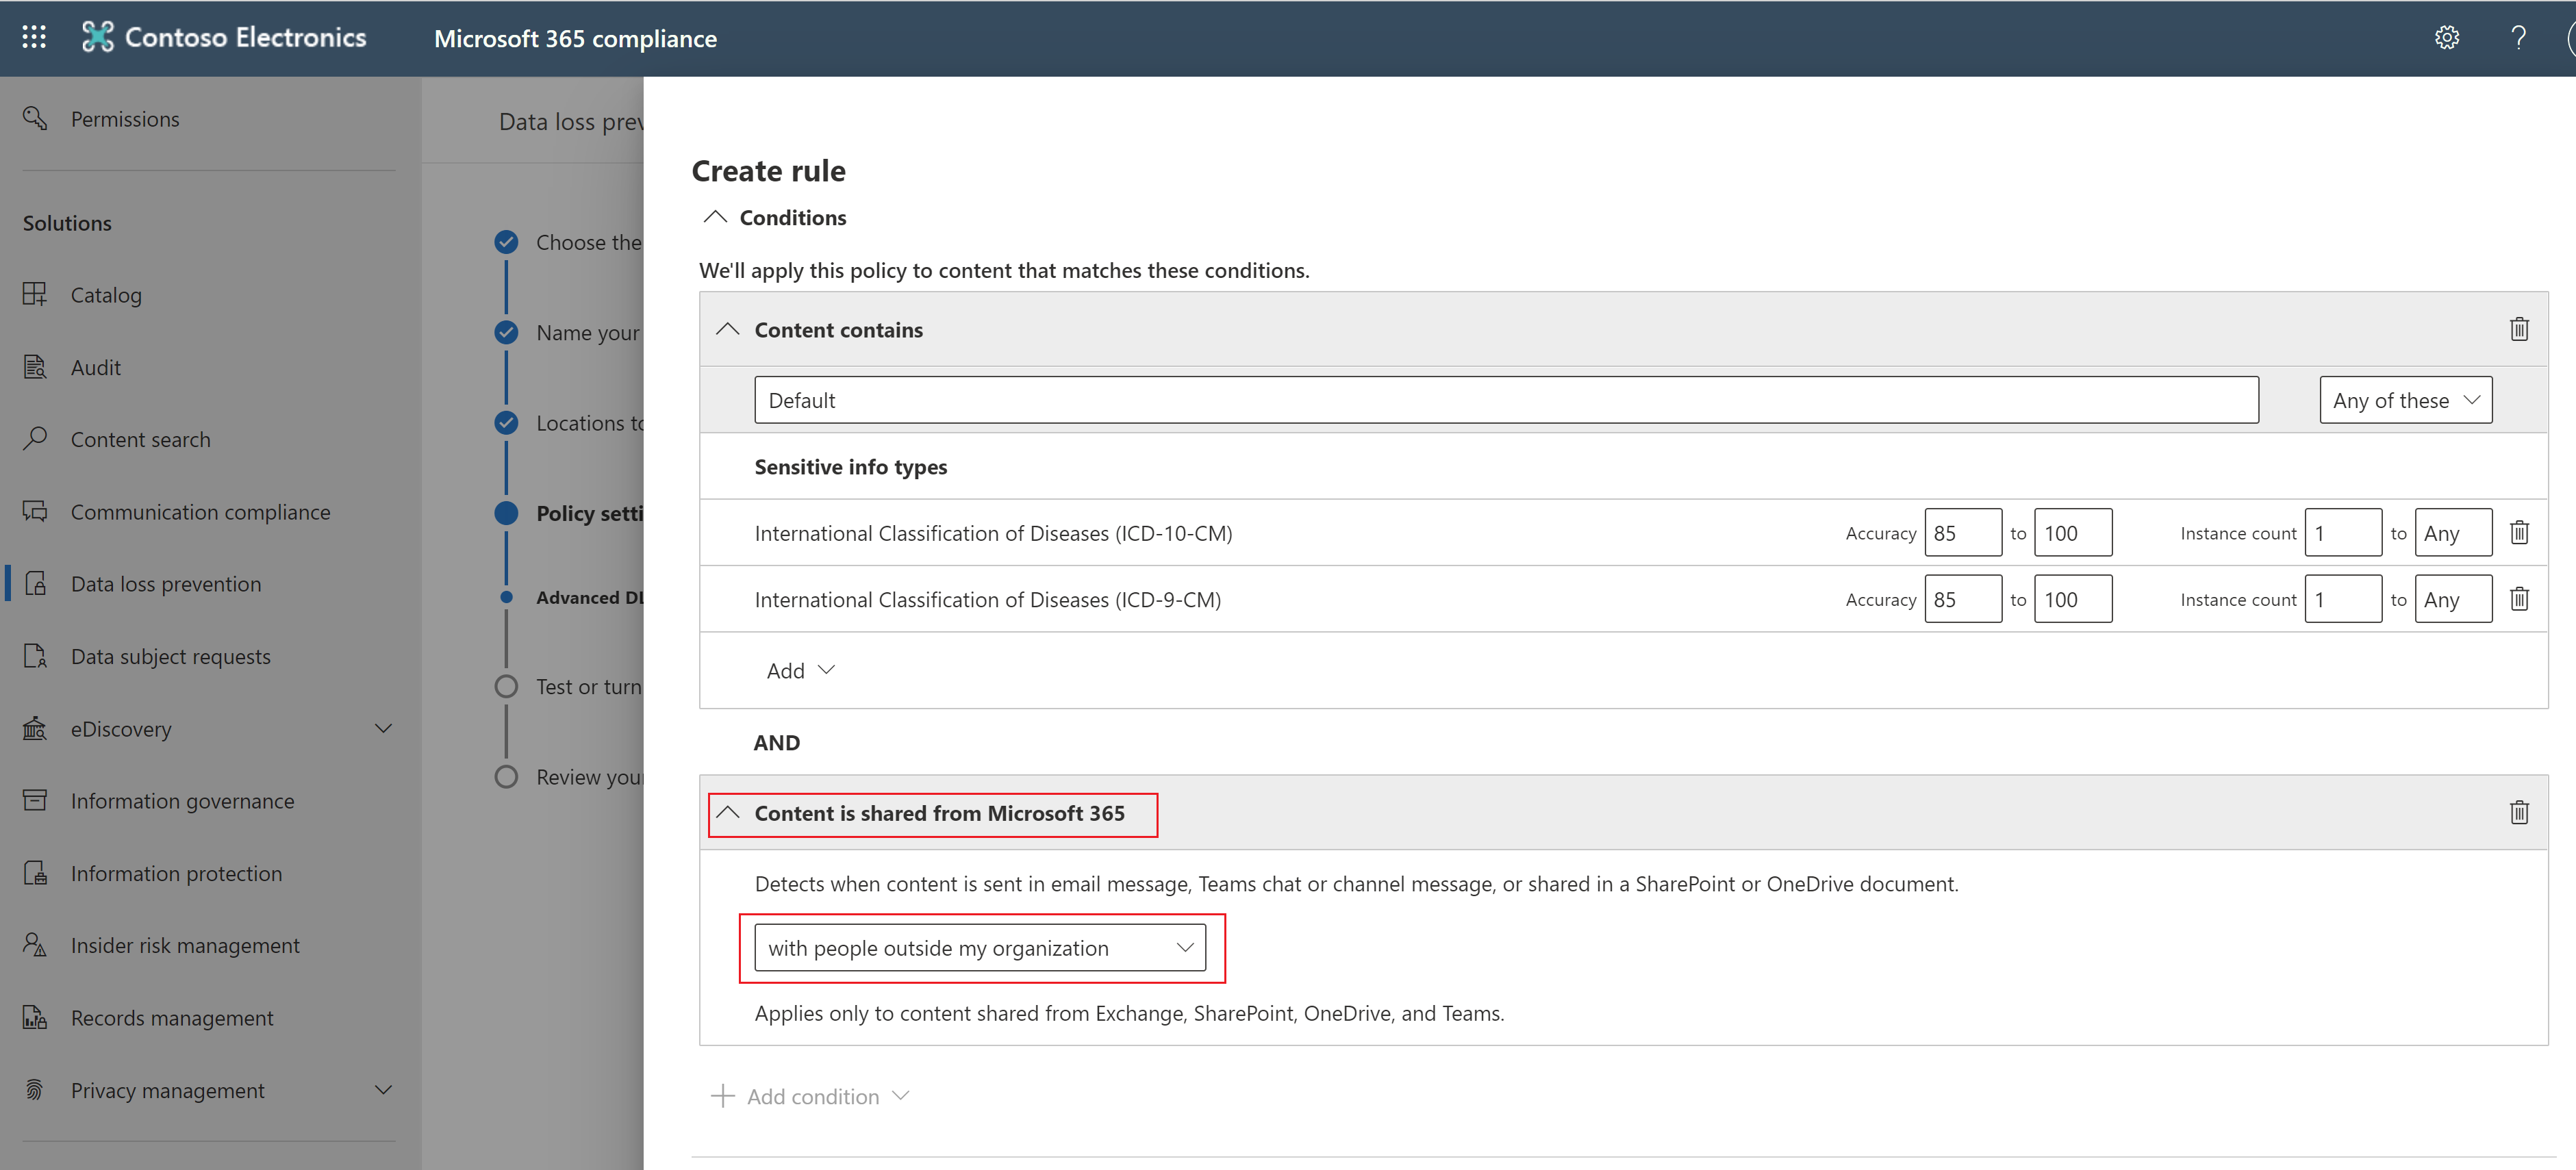 Contoso Electronics
Microsoft 365 compliance
Permissions
Solutions
Catalog
Audit
Content search
Communication compliance
Data loss prevention
Data subject requests
eDiscovery
Information governance
Information protection
Insider risk management
Records management
Privacy management
Data loss prev
Choose the
Name your
Locations to
Policy setti
Advanced DL
Test or turn
Review your
Create rule
Conditions
We'll apply this policy to content that matches these conditions.
Content contains
Default Any of these
Sensitive info types
International Classification of Diseases (ICD-10-CM) Accuracy 85 to 100 Instance count 1 to Any
International Classification of Diseases (ICD-9-CM) Accuracy 85 to 100 Instance count 1 to Any
Add
AND
Content is shared from Microsoft 365
Detects when content is sent in email message, Teams chat or channel message, or shared in a SharePoint or OneDrive document.
with people outside my organization
Applies only to content shared from Exchange, SharePoint, OneDrive, and Teams.
Add condition